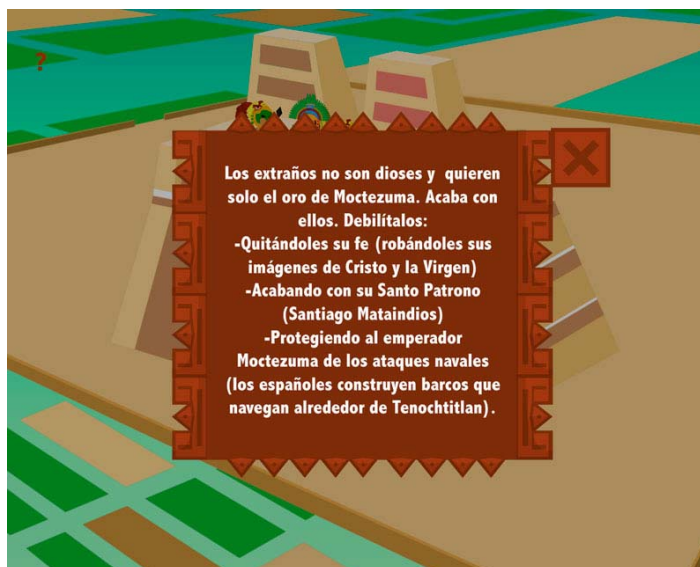 ?
Los extraños no son dioses y quieren
solo el oro de Moctezuma. Acaba con
ellos. Debilítalos:
-Quitándoles su fe (robándoles sus
imágenes de Cristo y la Virgen)
-Acabando con su Santo Patrono
(Santiago Mataindios)
-Protegiendo al emperador
Moctezuma de los ataques navales
(los españoles construyen barcos que
navegan alrededor de Tenochtitlan).